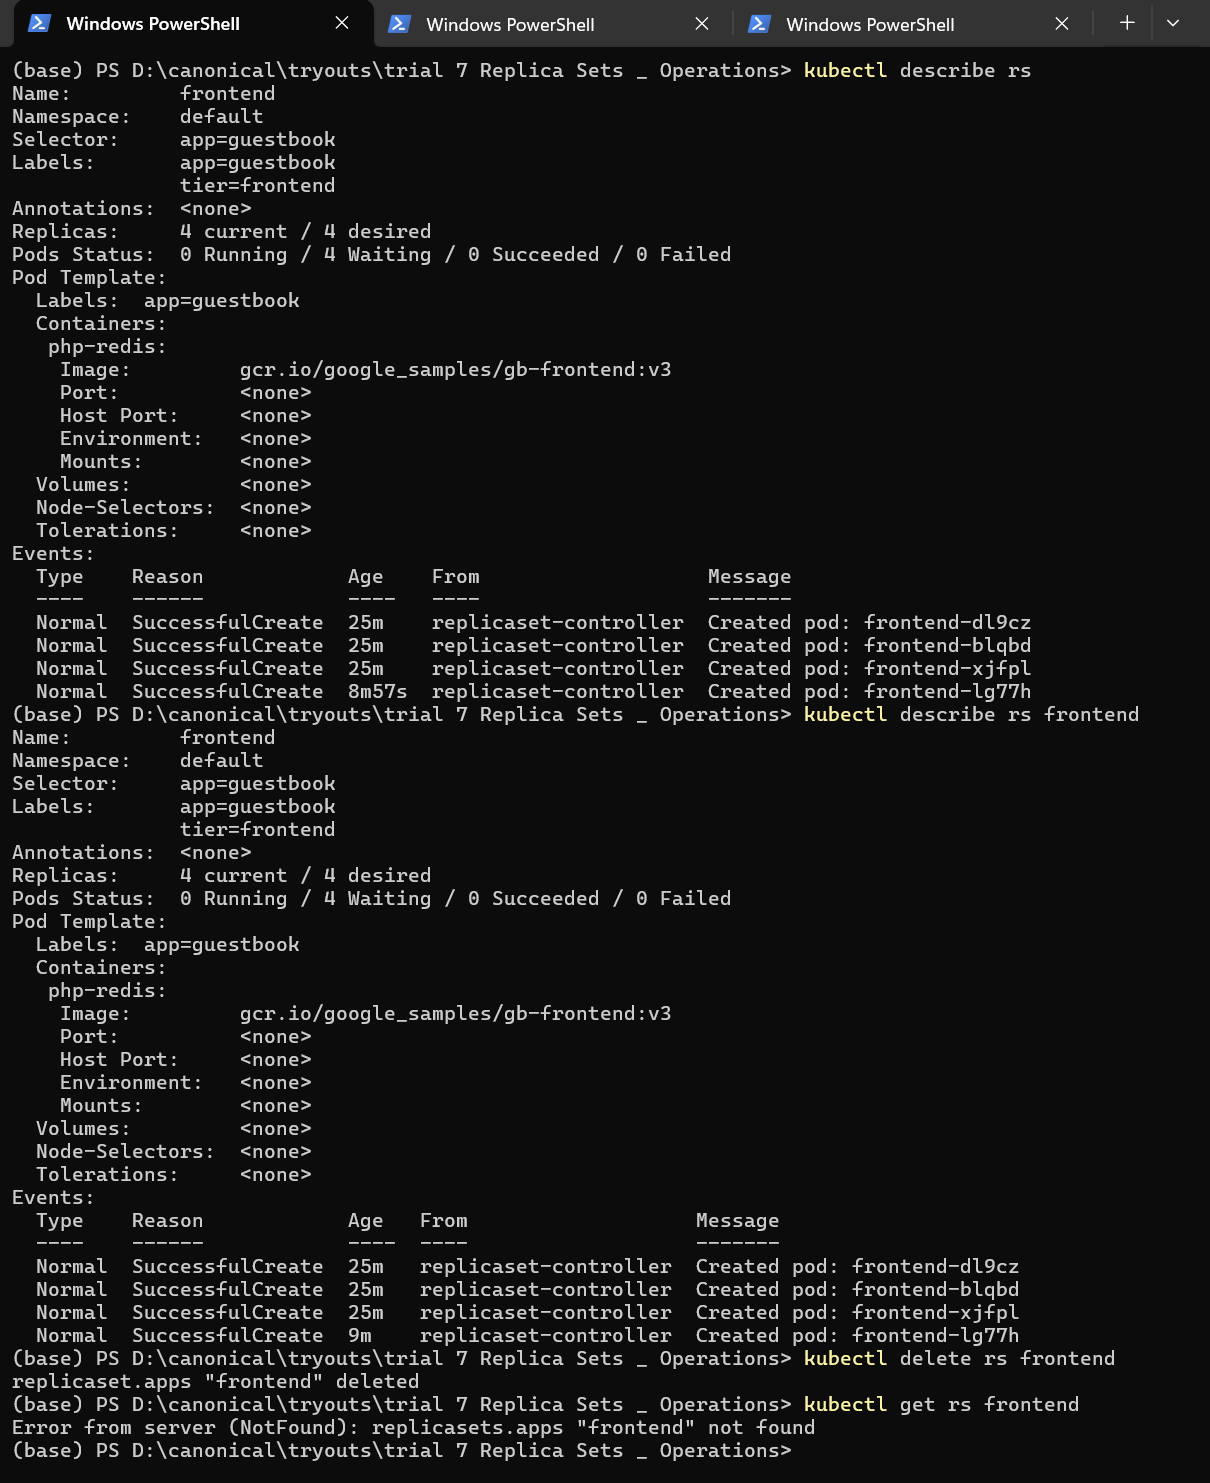 Windows PowerShell
Windows PowerShell
Windows PowerShell
(base) PS D:\canonical\tryouts\trial 7 Replica Sets _ Operations> kubectl describe rs
Name:         frontend
Namespace:    default
Selector:     app=guestbook
Labels:       app=guestbook
              tier=frontend
Annotations:  <none>
Replicas:     4 current / 4 desired
Pods Status:  0 Running / 4 Waiting / 0 Succeeded / 0 Failed
Pod Template:
  Labels:  app=guestbook
  Containers:
   php-redis:
    Image:         gcr.io/google_samples/gb-frontend:v3
    Port:          <none>
    Host Port:     <none>
    Environment:   <none>
    Mounts:        <none>
  Volumes:         <none>
  Node-Selectors:  <none>
  Tolerations:     <none>
Events:
  Type    Reason            Age    From                   Message
  ----    ------            ----   ----                   -------
  Normal  SuccessfulCreate  25m    replicaset-controller  Created pod: frontend-dl9cz
  Normal  SuccessfulCreate  25m    replicaset-controller  Created pod: frontend-blqbd
  Normal  SuccessfulCreate  25m    replicaset-controller  Created pod: frontend-xjfpl
  Normal  SuccessfulCreate  8m57s  replicaset-controller  Created pod: frontend-lg77h
(base) PS D:\canonical\tryouts\trial 7 Replica Sets _ Operations> kubectl describe rs frontend
Name:         frontend
Namespace:    default
Selector:     app=guestbook
Labels:       app=guestbook
              tier=frontend
Annotations:  <none>
Replicas:     4 current / 4 desired
Pods Status:  0 Running / 4 Waiting / 0 Succeeded / 0 Failed
Pod Template:
  Labels:  app=guestbook
  Containers:
   php-redis:
    Image:         gcr.io/google_samples/gb-frontend:v3
    Port:          <none>
    Host Port:     <none>
    Environment:   <none>
    Mounts:        <none>
  Volumes:         <none>
  Node-Selectors:  <none>
  Tolerations:     <none>
Events:
  Type    Reason            Age   From                   Message
  ----    ------            ----  ----                   -------
  Normal  SuccessfulCreate  25m   replicaset-controller  Created pod: frontend-dl9cz
  Normal  SuccessfulCreate  25m   replicaset-controller  Created pod: frontend-blqbd
  Normal  SuccessfulCreate  25m   replicaset-controller  Created pod: frontend-xjfpl
  Normal  SuccessfulCreate  9m    replicaset-controller  Created pod: frontend-lg77h
(base) PS D:\canonical\tryouts\trial 7 Replica Sets _ Operations> kubectl delete rs frontend
replicaset.apps "frontend" deleted
(base) PS D:\canonical\tryouts\trial 7 Replica Sets _ Operations> kubectl get rs frontend
Error from server (NotFound): replicasets.apps "frontend" not found
(base) PS D:\canonical\tryouts\trial 7 Replica Sets _ Operations>